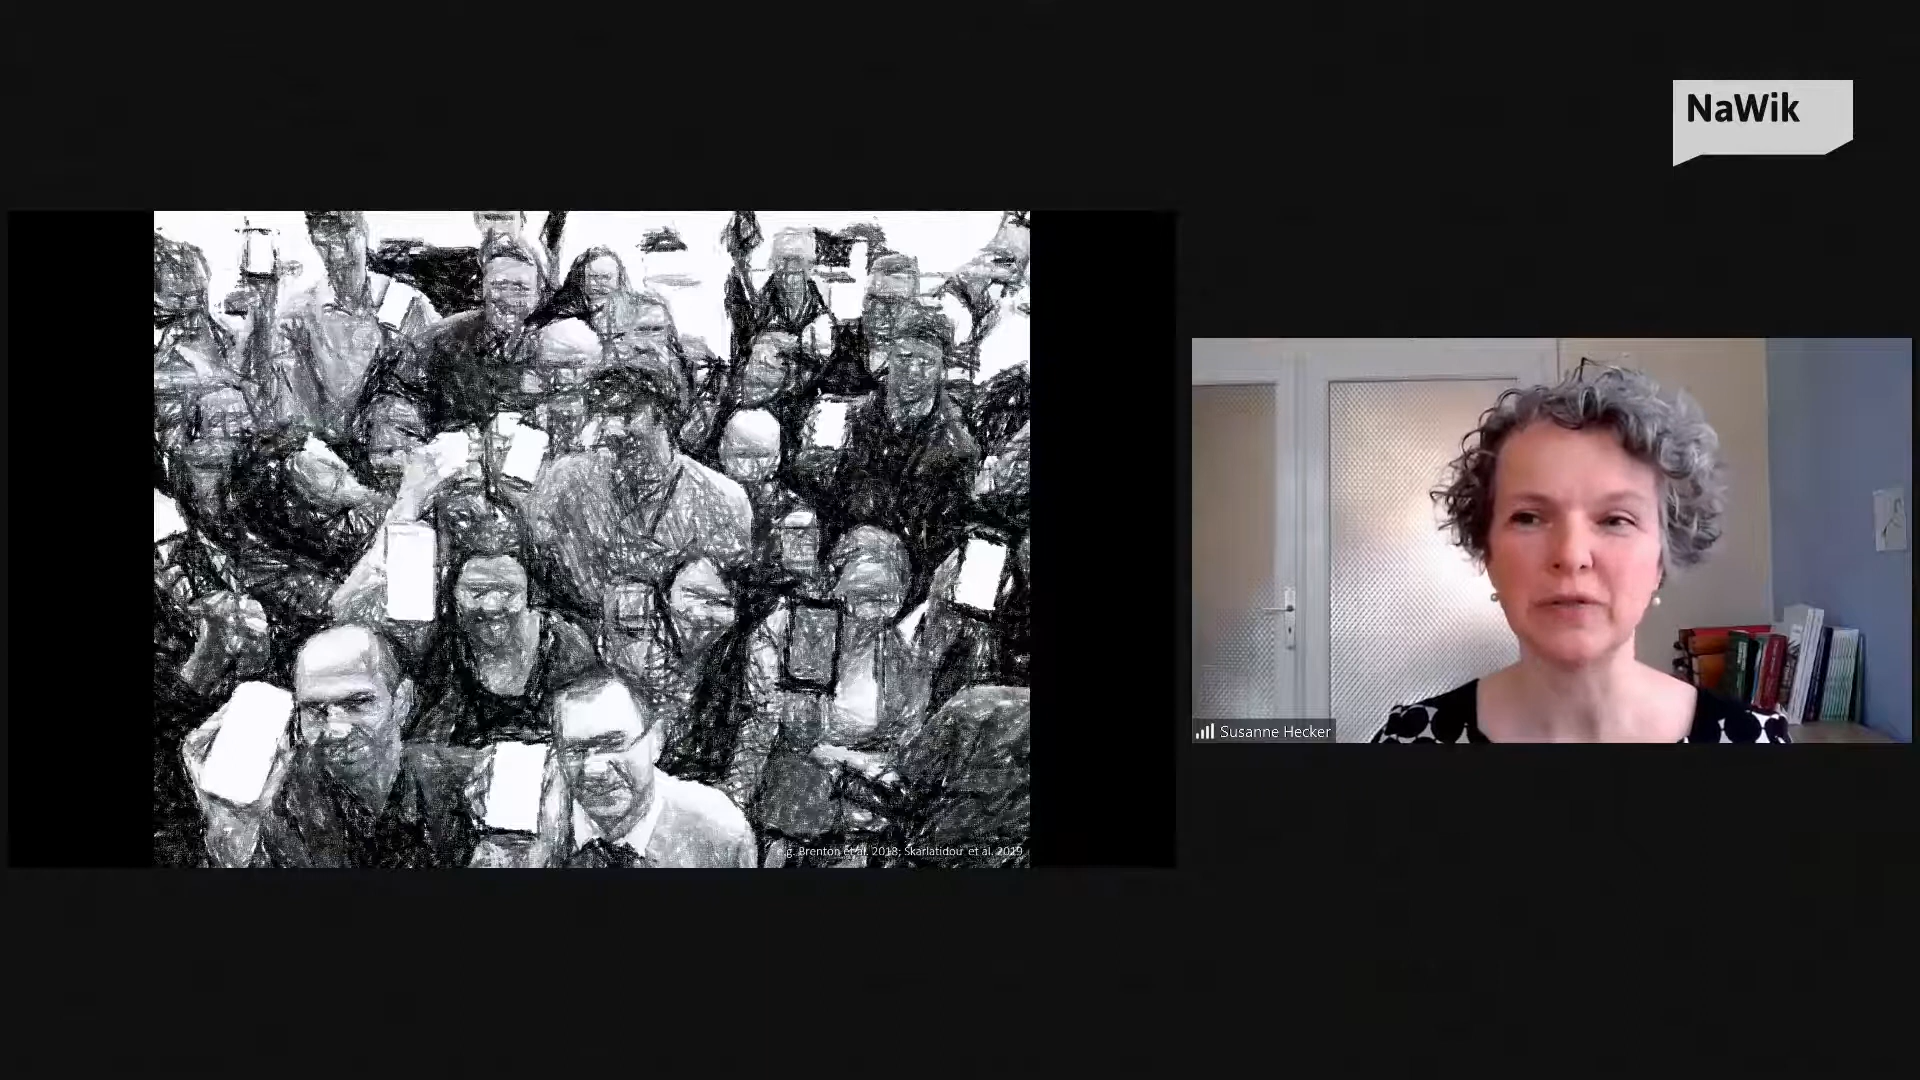 NaWik
e.g. Brenton et al. 2018; Skarlatidou et al. 2019
Susanne Hecker